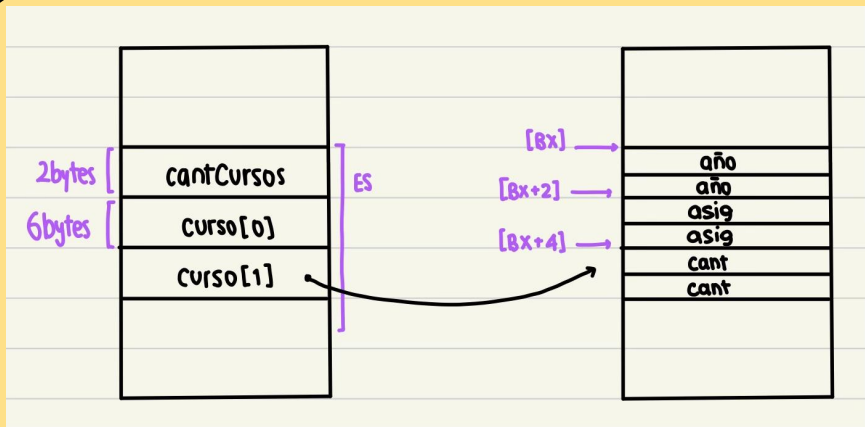 2bytes
cantCursos
ES
6bytes
curso[0]
curso[1]
[BX]
año
[BX+2]
año
asig
[BX+4]
asig
cant
cant